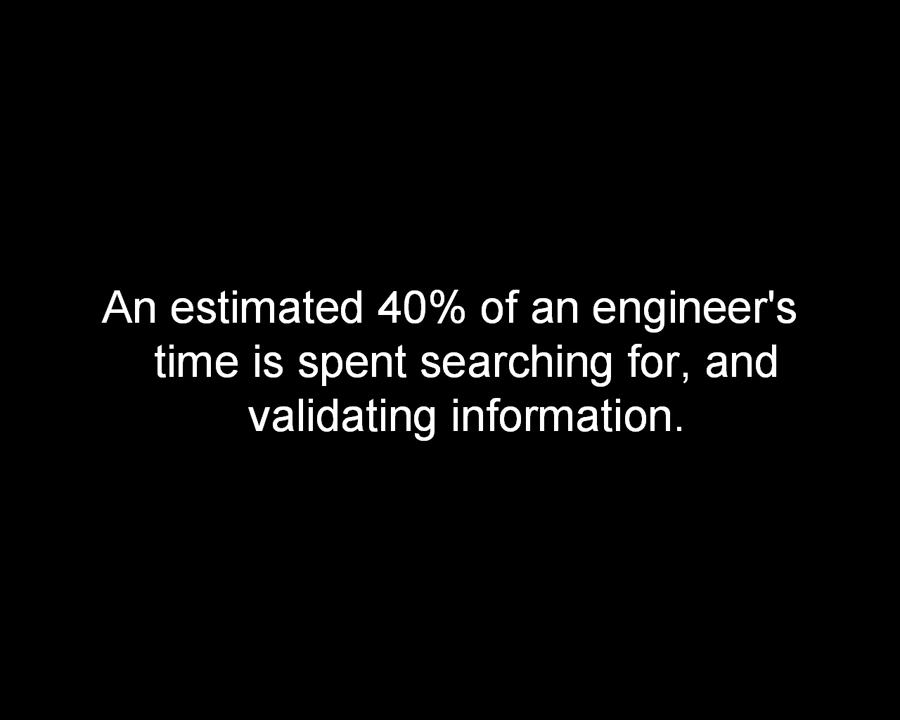 An estimated 40% of an engineer's
time is spent searching for, and
validating information.